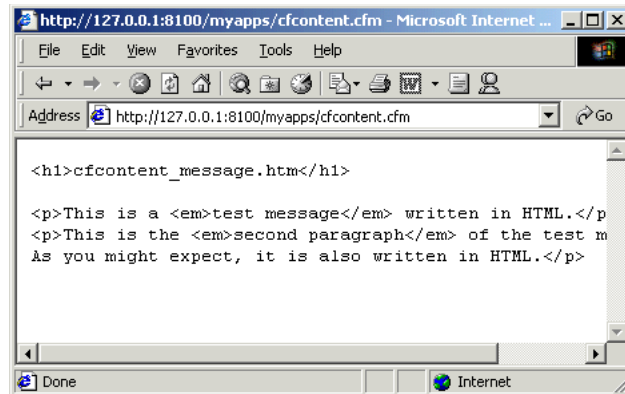 http://127.0.0.1:8100/myapps/cfcontent.cfm - Microsoft Internet ...
File Edit View Favorites Tools Help
Address http://127.0.0.1:8100/myapps/cfcontent.cfm Go
<h1>cfcontent_message.htm</h1>
<p>This is a <em>test message</em> written in HTML.</p
<p>This is the <em>second paragraph</em> of the test m
As you might expect, it is also written in HTML.</p>
Done Internet